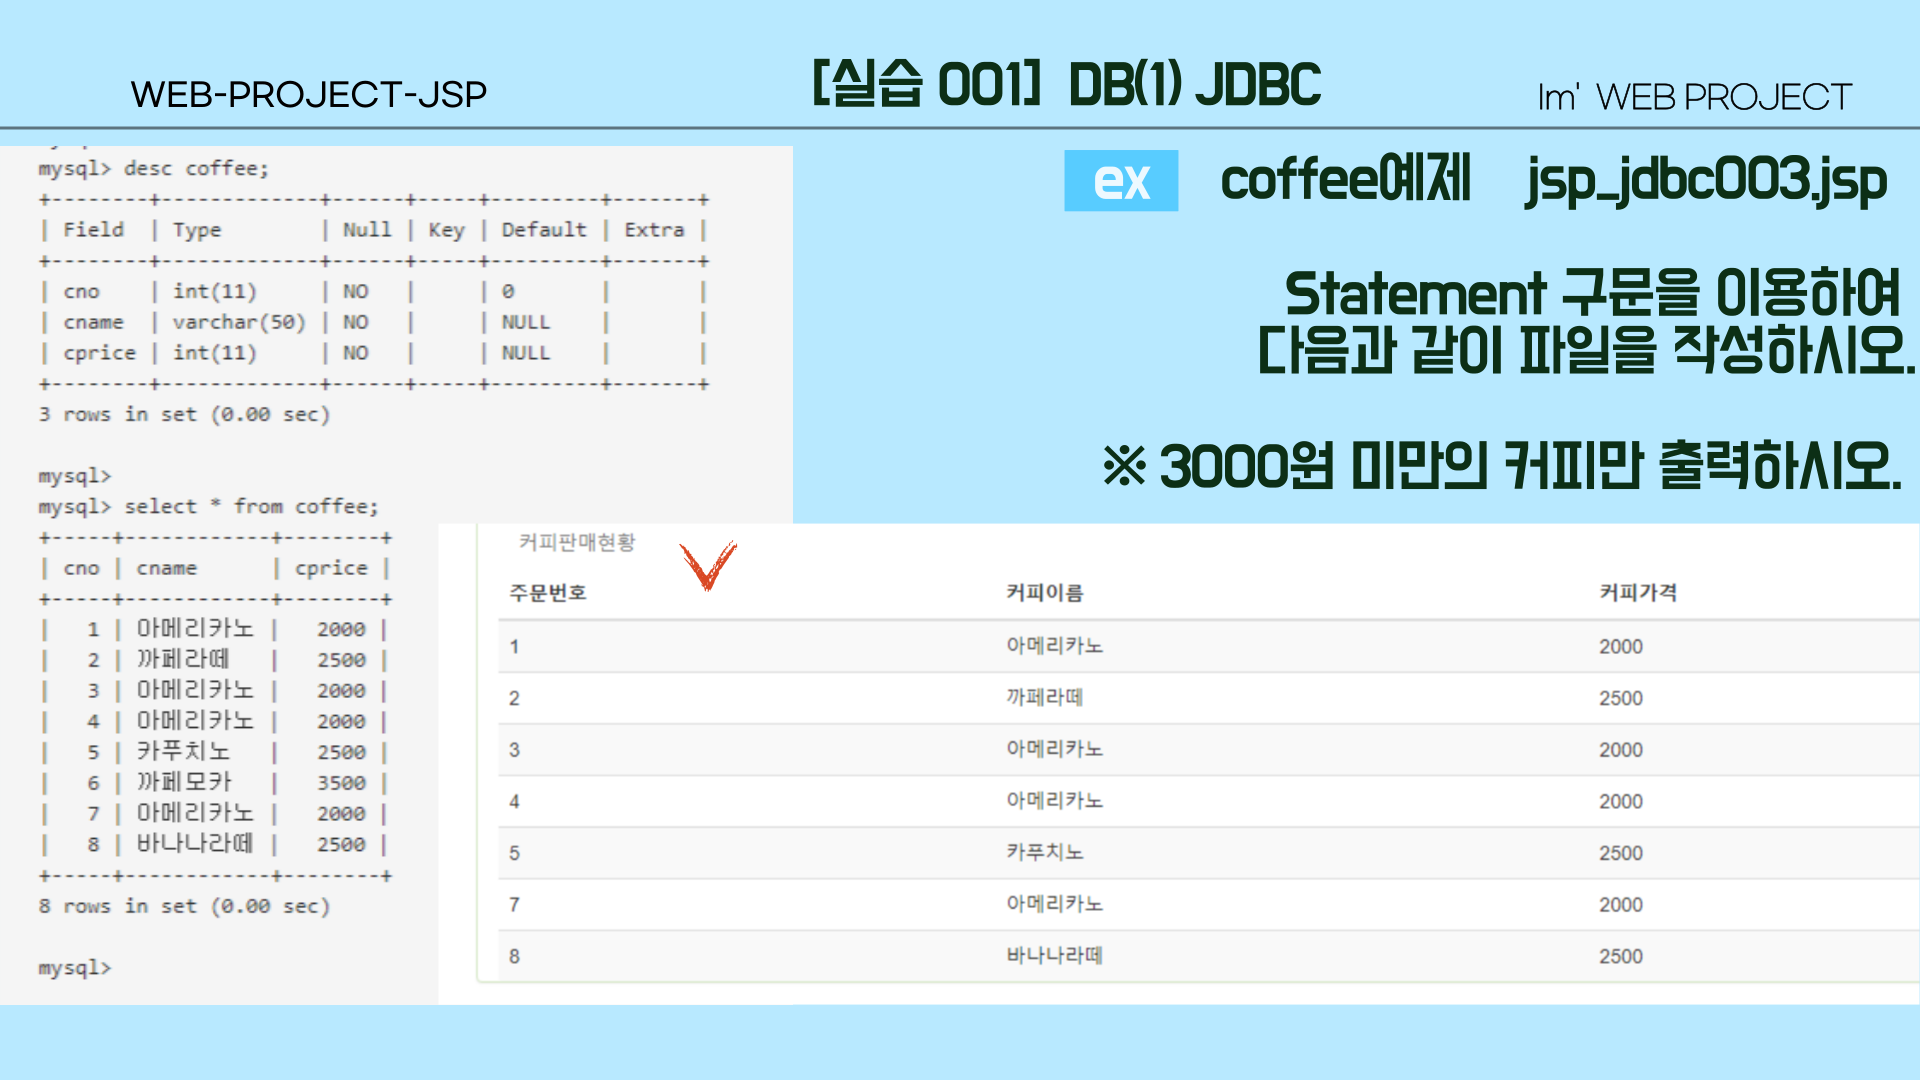 WEB-PROJECT-JSP
[실습 001] DB(1) JDBC
Im' WEB PROJECT
mysql> desc coffee;
+--------+-------------+------+-----+---------+-------+
| Field | Type | Null | Key | Default | Extra |
+--------+-------------+------+-----+---------+-------+
| cno | int(11) | NO | | 0 | |
| cname | varchar(50) | NO | | NULL | |
| cprice | int(11) | NO | | NULL | |
+--------+-------------+------+-----+---------+-------+
3 rows in set (0.00 sec)
mysql>
mysql> select * from coffee;
+-----+------------+--------+
| cno | cname | cprice |
+-----+------------+--------+
| 1 | 아메리카노 | 2000 |
| 2 | 까페라떼 | 2500 |
| 3 | 아메리카노 | 2000 |
| 4 | 아메리카노 | 2000 |
| 5 | 카푸치노 | 2500 |
| 6 | 까페모카 | 3500 |
| 7 | 아메리카노 | 2000 |
| 8 | 바나나라떼 | 2500 |
+-----+------------+--------+
8 rows in set (0.00 sec)
mysql>
ex coffee예제 jsp_jdbc003.jsp
Statement 구문을 이용하여
다음과 같이 파일을 작성하시오.
※ 3000원 미만의 커피만 출력하시오.
커피판매현황
주문번호 커피이름 커피가격
1 아메리카노 2000
2 까페라떼 2500
3 아메리카노 2000
4 아메리카노 2000
5 카푸치노 2500
7 아메리카노 2000
8 바나나라떼 2500